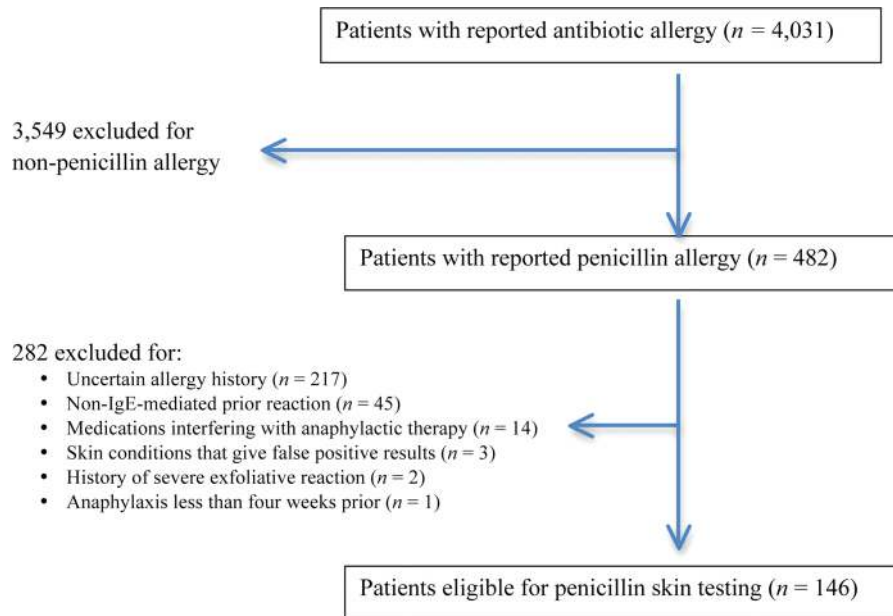 Patients with reported antibiotic allergy (n = 4,031)
3,549 excluded for
non-penicillin allergy
Patients with reported penicillin allergy (n = 482)
282 excluded for:
• Uncertain allergy history (n = 217)
• Non-IgE-mediated prior reaction (n = 45)
• Medications interfering with anaphylactic therapy (n = 14)
• Skin conditions that give false positive results (n = 3)
• History of severe exfoliative reaction (n = 2)
• Anaphylaxis less than four weeks prior (n = 1)
Patients eligible for penicillin skin testing (n = 146)